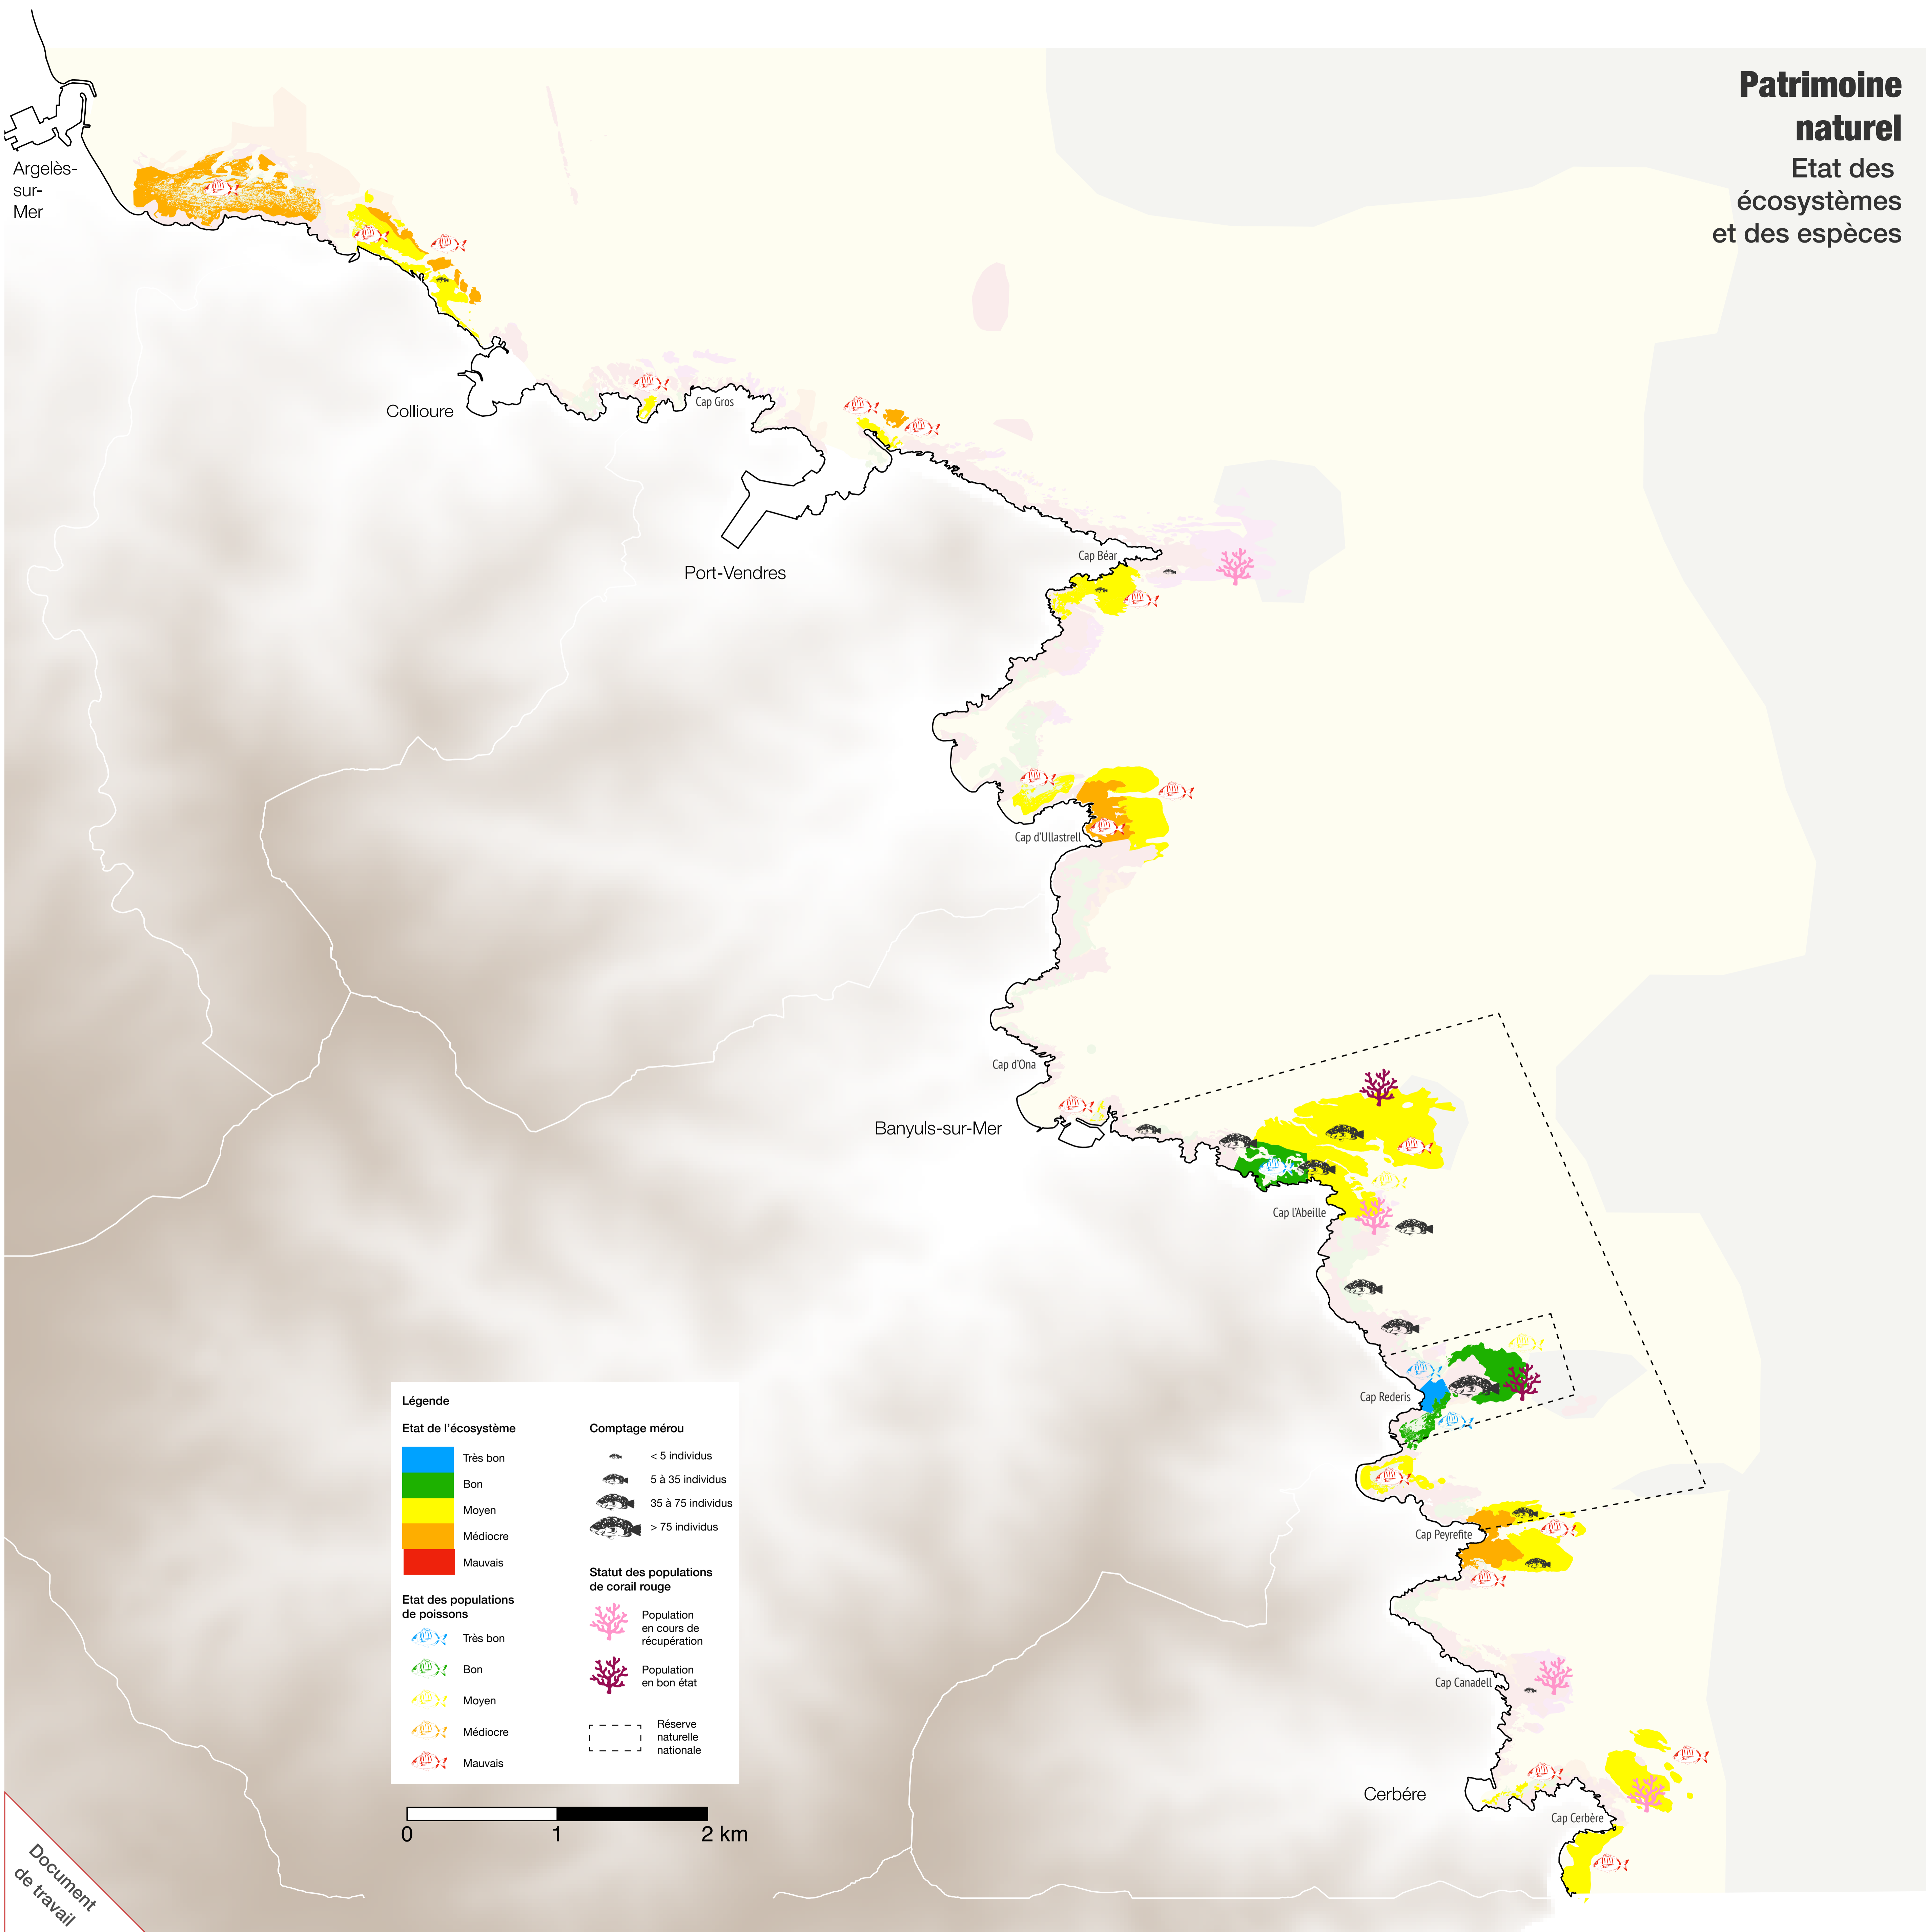 Patrimoine
naturel
Etat des
écosystèmes
et des espèces
Argelès-
sur-
Mer
Collioure
Cap Gros
Port-Vendres
Cap Béar
Cap d'Ullastrell
Cap d'Ona
Banyuls-sur-Mer
Cap l'Abeille
Cap Rederis
Cap Peyrefite
Cap Canadell
Cerbére
Cap Cerbère
Légende
Etat de l'écosystème
Très bon
Bon
Moyen
Médiocre
Mauvais
Etat des populations
de poissons
Très bon
Bon
Moyen
Médiocre
Mauvais
Comptage mérou
< 5 individus
5 à 35 individus
35 à 75 individus
> 75 individus
Statut des populations
de corail rouge
Population
en cours de
récupération
Population
en bon état
Réserve
naturelle
nationale
0 1 2 km
Document
de travail